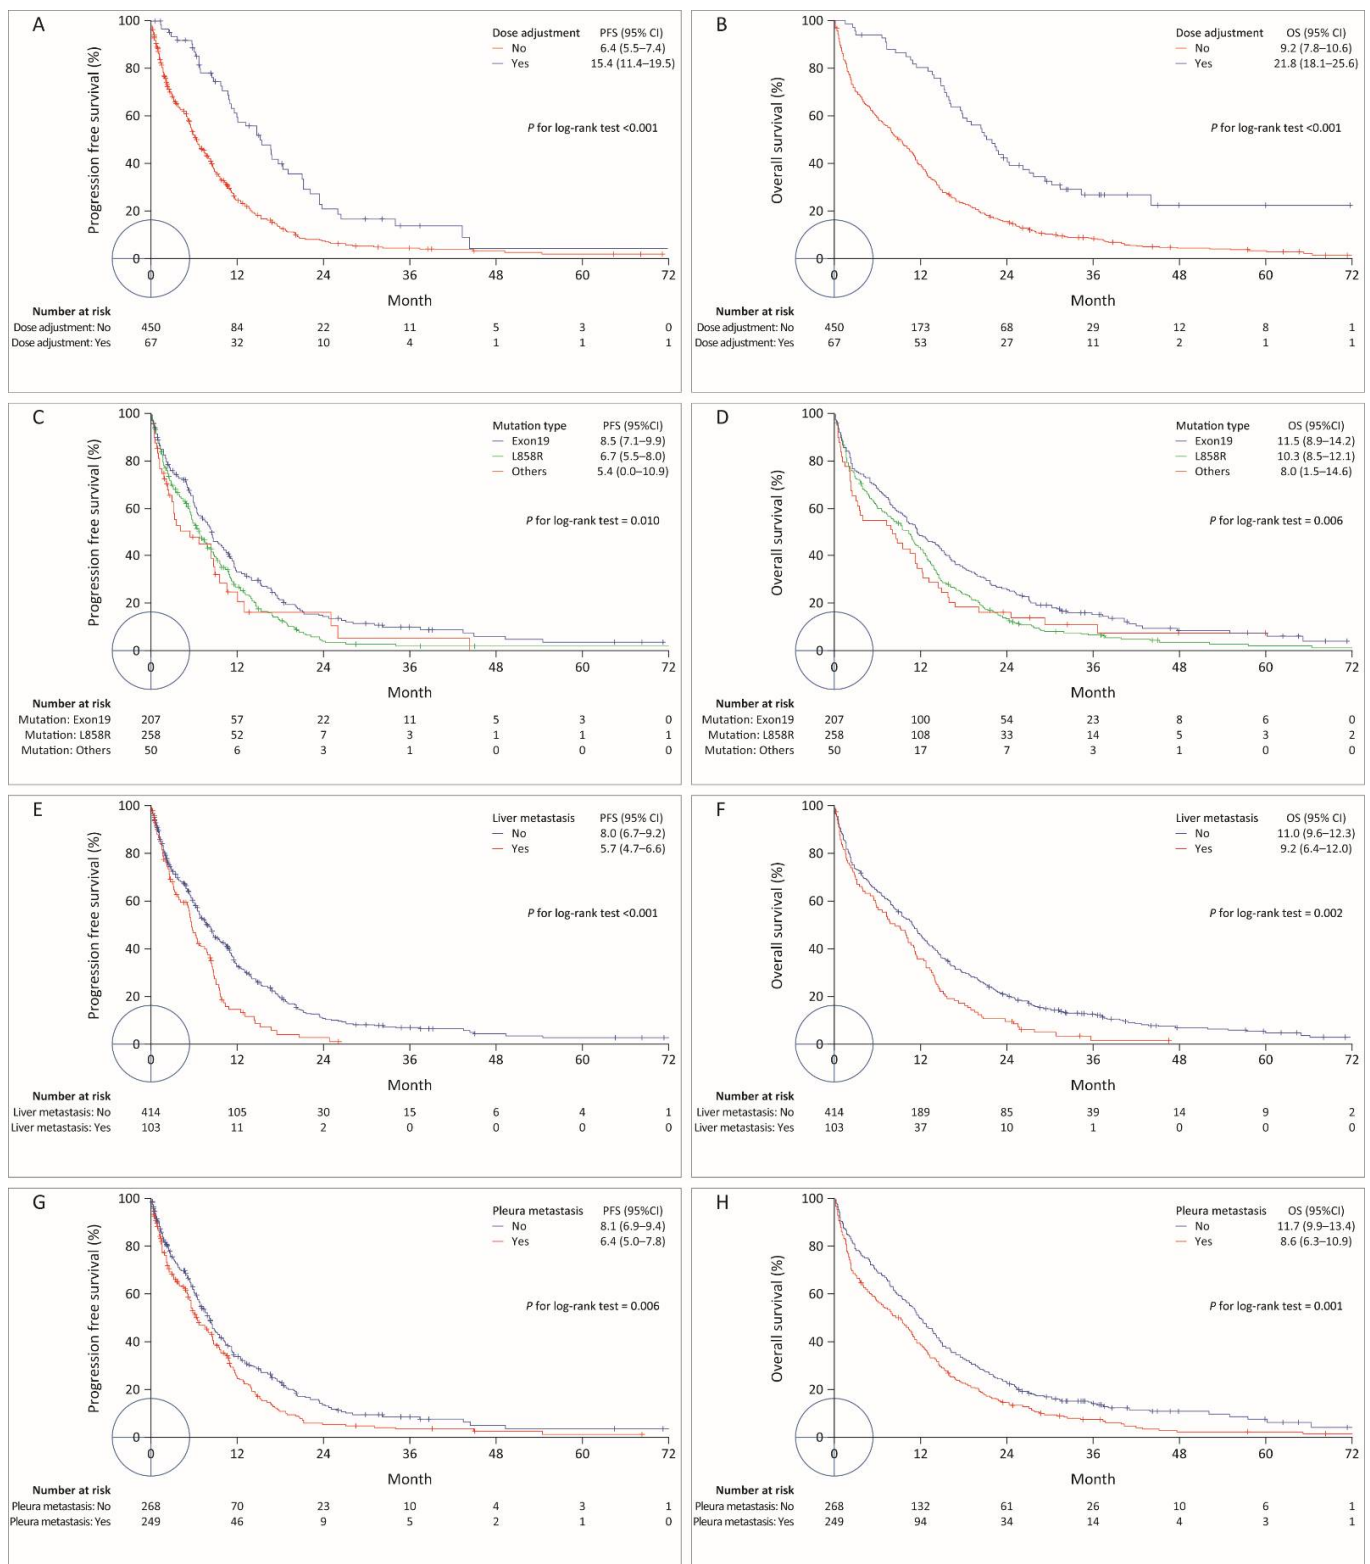 A
Dose adjustment PFS (95% CI)
No 6.4 (5.5–7.4)
Yes 15.4 (11.4–19.5)
P for log-rank test <0.001
Progression free survival (%)
100
80
60
40
20
0
0 12 24 36 48 60 72
Month
Number at risk
Dose adjustment: No 450 84 22 11 5 3 0
Dose adjustment: Yes 67 32 10 4 1 1 1
B
Dose adjustment OS (95% CI)
No 9.2 (7.8–10.6)
Yes 21.8 (18.1–25.6)
P for log-rank test <0.001
Overall survival (%)
100
80
60
40
20
0
0 12 24 36 48 60 72
Month
Number at risk
Dose adjustment: No 450 173 68 29 12 8 1
Dose adjustment: Yes 67 53 27 11 2 1 1
C
Mutation type PFS (95%CI)
Exon19 8.5 (7.1–9.9)
L858R 6.7 (5.5–8.0)
Others 5.4 (0.0–10.9)
P for log-rank test = 0.010
Progression free survival (%)
100
80
60
40
20
0
0 12 24 36 48 60 72
Month
Number at risk
Mutation: Exon19 207 57 22 11 5 3 0
Mutation: L858R 258 52 7 3 1 1 1
Mutation: Others 50 6 3 1 0 0 0
D
Mutation type OS (95%CI)
Exon19 11.5 (8.9–14.2)
L858R 10.3 (8.5–12.1)
Others 8.0 (1.5–14.6)
P for log-rank test = 0.006
Overall survival (%)
100
80
60
40
20
0
0 12 24 36 48 60 72
Month
Number at risk
Mutation: Exon19 207 100 54 23 8 6 0
Mutation: L858R 258 108 33 14 5 3 2
Mutation: Others 50 17 7 3 1 0 0
E
Liver metastasis PFS (95% CI)
No 8.0 (6.7–9.2)
Yes 5.7 (4.7–6.6)
P for log-rank test <0.001
Progression free survival (%)
100
80
60
40
20
0
0 12 24 36 48 60 72
Month
Number at risk
Liver metastasis: No 414 105 30 15 6 4 1
Liver metastasis: Yes 103 11 2 0 0 0 0
F
Liver metastasis OS (95% CI)
No 11.0 (9.6–12.3)
Yes 9.2 (6.4–12.0)
P for log-rank test = 0.002
Overall survival (%)
100
80
60
40
20
0
0 12 24 36 48 60 72
Month
Number at risk
Liver metastasis: No 414 189 85 39 14 9 2
Liver metastasis: Yes 103 37 10 1 0 0 0
G
Pleura metastasis PFS (95%CI)
No 8.1 (6.9–9.4)
Yes 6.4 (5.0–7.8)
P for log-rank test = 0.006
Progression free survival (%)
100
80
60
40
20
0
0 12 24 36 48 60 72
Month
Number at risk
Pleura metastasis: No 268 70 23 10 4 3 1
Pleura metastasis: Yes 249 46 9 5 2 1 0
H
Pleura metastasis OS (95%CI)
No 11.7 (9.9–13.4)
Yes 8.6 (6.3–10.9)
P for log-rank test = 0.001
Overall survival (%)
100
80
60
40
20
0
0 12 24 36 48 60 72
Month
Number at risk
Pleura metastasis: No 268 132 61 26 10 6 1
Pleura metastasis: Yes 249 94 34 14 4 3 1